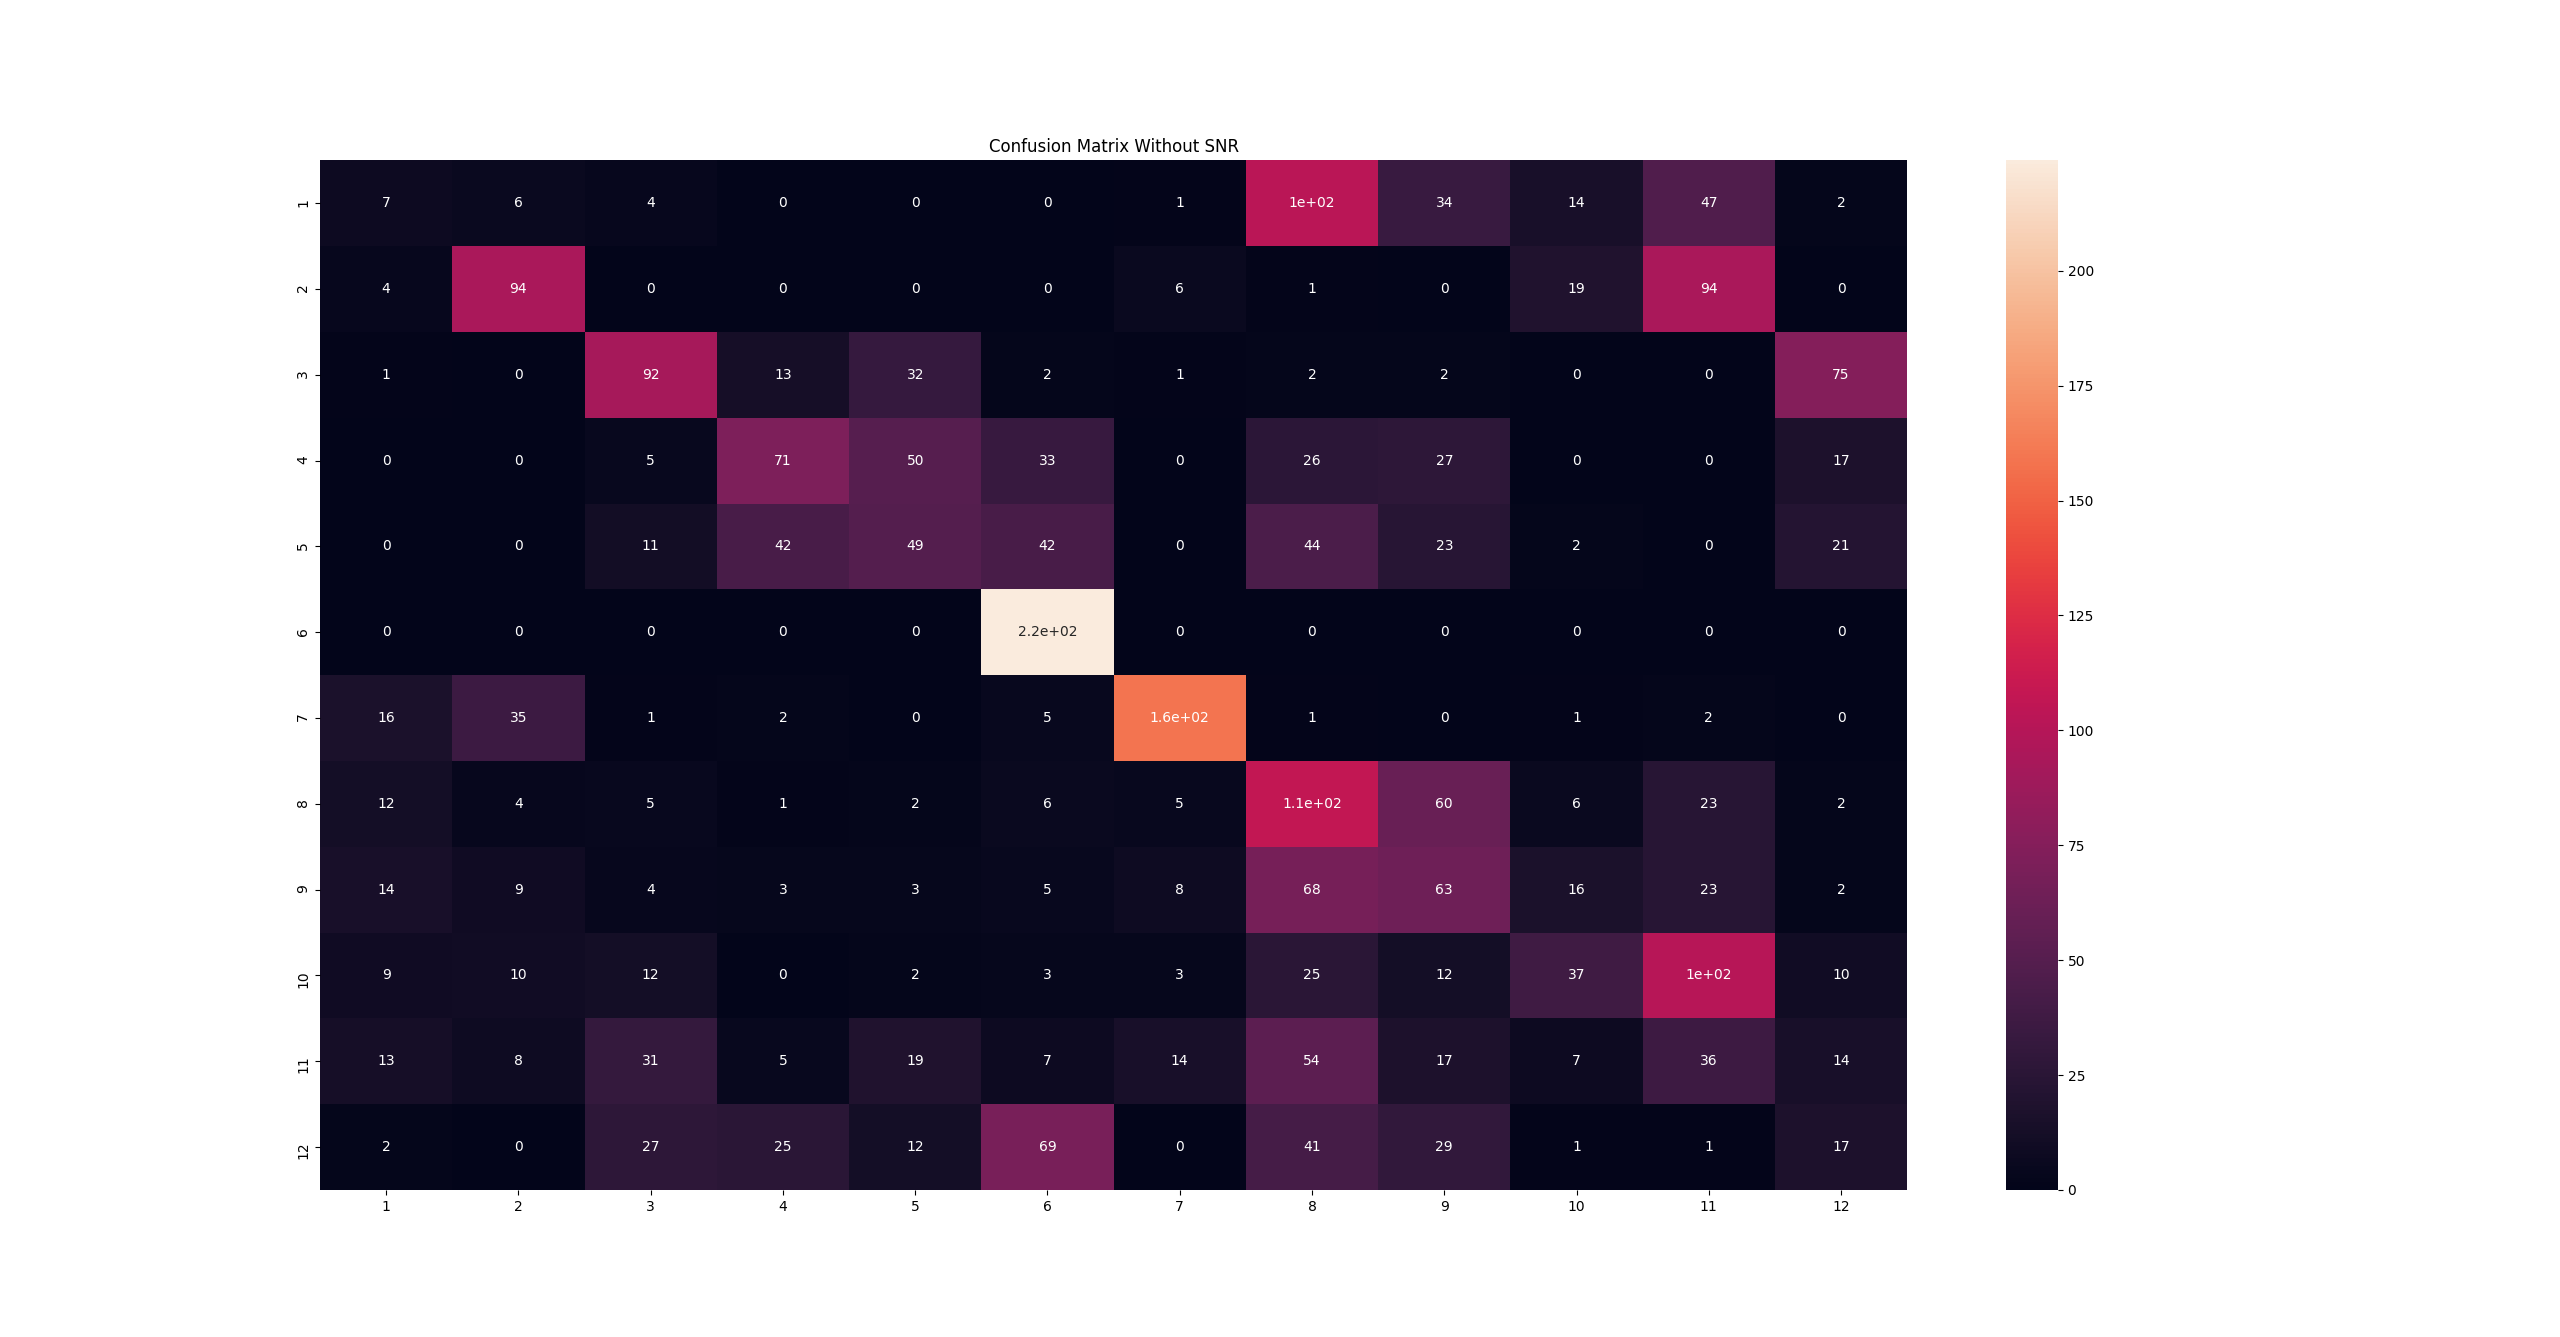 Confusion Matrix Without SNR
1 7 6 4 0 0 0 1 1e+02 34 14 47 2
2 4 94 0 0 0 0 6 1 0 19 94 0
3 1 0 92 13 32 2 1 2 2 0 0 75
4 0 0 5 71 50 33 0 26 27 0 0 17
5 0 0 11 42 49 42 0 44 23 2 0 21
6 0 0 0 0 0 2.2e+02 0 0 0 0 0 0
7 16 35 1 2 0 5 1.6e+02 1 0 1 2 0
8 12 4 5 1 2 6 5 1.1e+02 60 6 23 2
9 14 9 4 3 3 5 8 68 63 16 23 2
10 9 10 12 0 2 3 3 25 12 37 1e+02 10
11 13 8 31 5 19 7 14 54 17 7 36 14
12 2 0 27 25 12 69 0 41 29 1 1 17
1 2 3 4 5 6 7 8 9 10 11 12
200
175
150
125
100
75
50
25
0